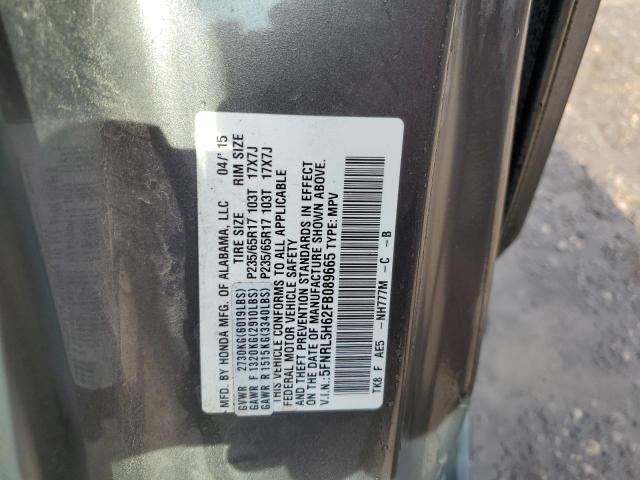 MFD. BY HONDA MFG. OF ALABAMA, LLC 04/'15
TIRE SIZE RIM SIZE
GVWR 2730KG(6019LBS)
GAWR F 1320KG(2910LBS) P235/65R17 103T 17X7J
GAWR R 1515KG(3340LBS) P235/65R17 103T 17X7J
THIS VEHICLE CONFORMS TO ALL APPLICABLE
FEDERAL MOTOR VEHICLE SAFETY
AND THEFT PREVENTION STANDARDS IN EFFECT
ON THE DATE OF MANUFACTURE SHOWN ABOVE.
V.I.N.:5FNRL5H62FB089665 TYPE: MPV
TK8 F AE5 -NH777M -C -B